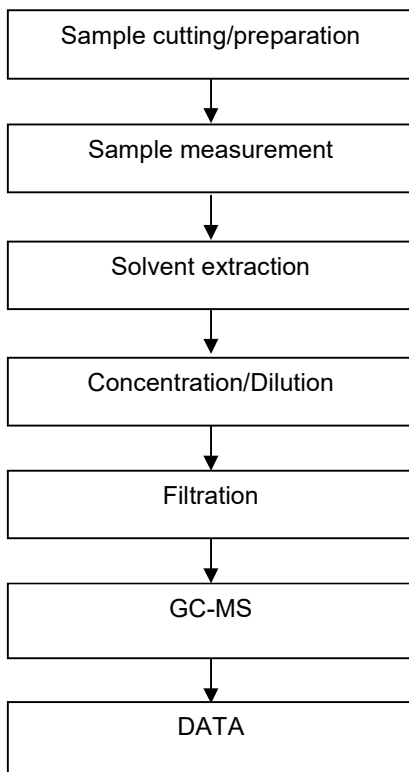 Sample cutting/preparation
Sample measurement
Solvent extraction
Concentration/Dilution
Filtration
GC-MS
DATA